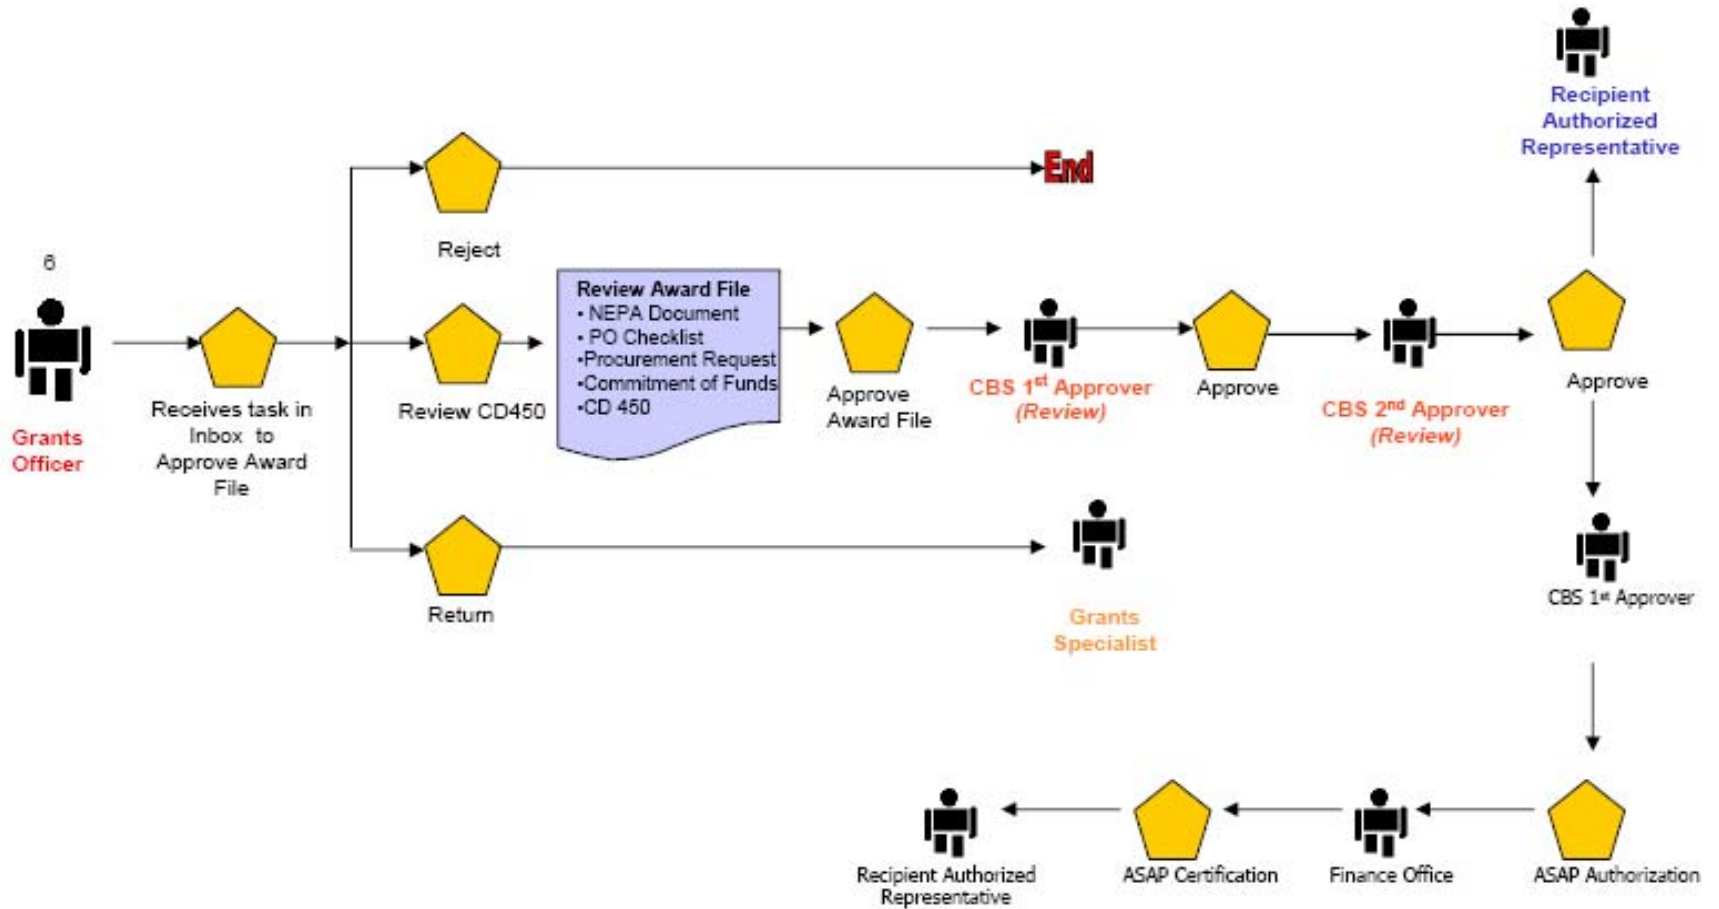 Recipient
Authorized
Representative
End
Reject
6
Grants
Officer
Receives task in
Inbox to
Approve Award
File
Review CD450
Review Award File
• NEPA Document
• PO Checklist
•Procurement Request
•Commitment of Funds
•CD 450
Approve
Award File
CBS 1st Approver
(Review)
Approve
CBS 2nd Approver
(Review)
Approve
Return
Grants
Specialist
CBS 1st Approver
Recipient Authorized
Representative
ASAP Certification
Finance Office
ASAP Authorization